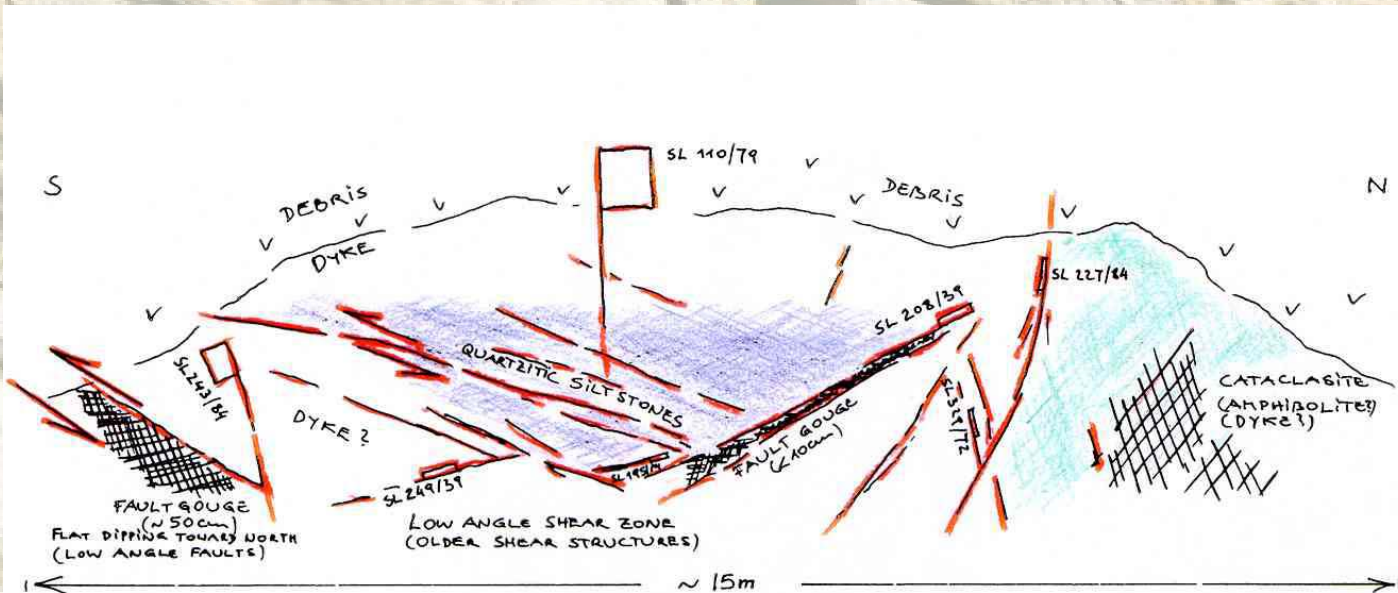 S
N
SL 110/79
DEBRIS
DEBRIS
DYKE
SL 227/84
SL 208/39
QUARTZITIC SILTSTONES
SL 243/84
DYKE ?
CATACLASITE
(AMPHIBOLITE?)
(DYKE?)
FAULT GOUGE
(<10cm)
SL 249/39
FAULT GOUGE
(~50cm)
FLAT DIPPING TOWARD NORTH
(LOW ANGLE FAULTS)
LOW ANGLE SHEAR ZONE
(OLDER SHEAR STRUCTURES)
~ 15m